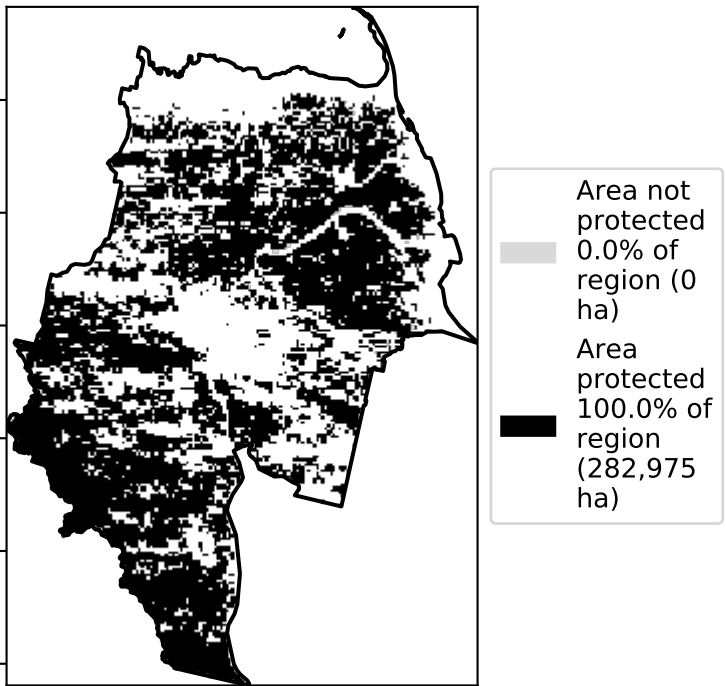 Area not
protected
0.0% of
region (0
ha)
Area
protected
100.0% of
region
(282,975
ha)